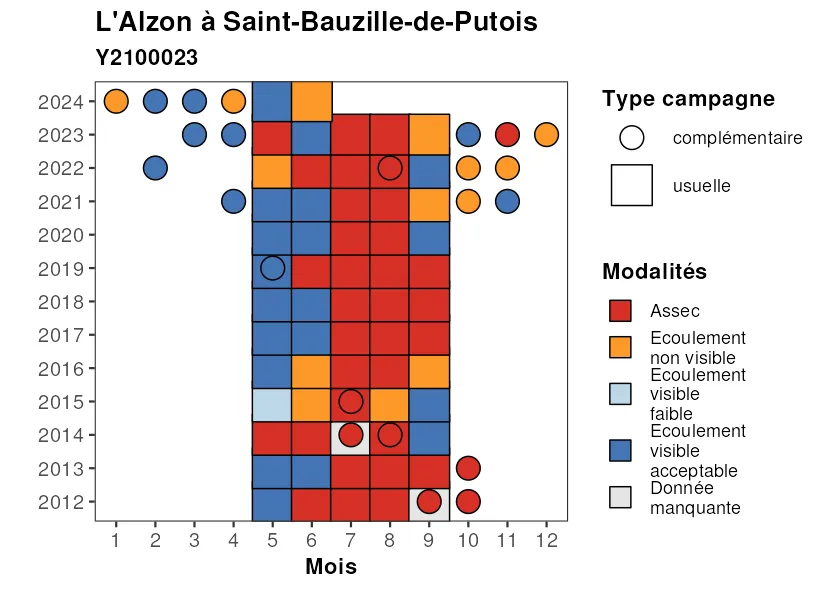 L'Alzon à Saint-Bauzille-de-Putois
Y2100023
2024
2023
2022
2021
2020
2019
2018
2017
2016
2015
2014
2013
2012
1 2 3 4 5 6 7 8 9 10 11 12
Mois
Type campagne
complémentaire
usuelle
Modalités
Assec
Ecoulement
non visible
Ecoulement
visible
faible
Ecoulement
visible
acceptable
Donnée
manquante